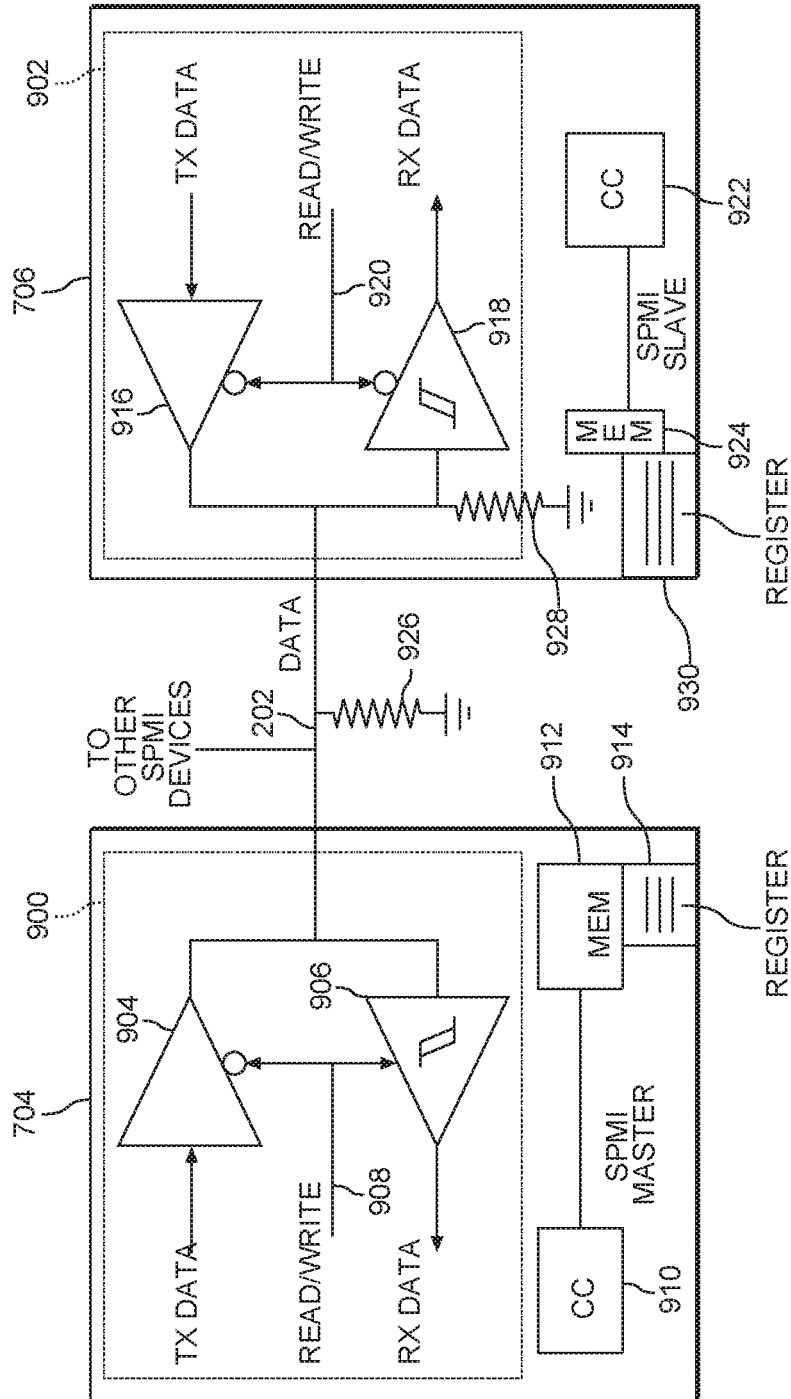 704
900
904
TX DATA
READ/WRITE
908
RX DATA
906
CC
910
SPMI
MASTER
MEM
912
914
REGISTER
TO
OTHER
SPMI
DEVICES
202
DATA
926
706
902
916
TX DATA
READ/WRITE
920
RX DATA
918
928
930
REGISTER
MEM
924
SPMI
SLAVE
CC
922